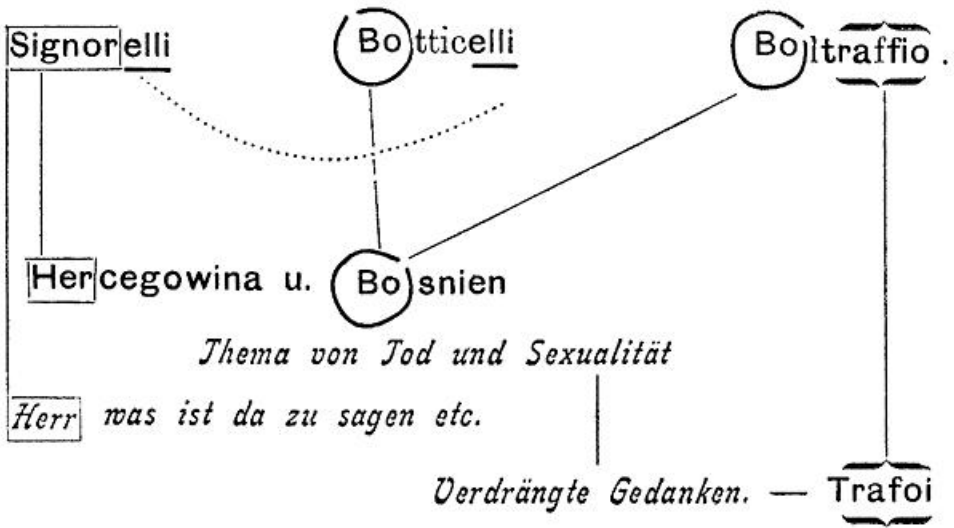 Signorelli Botticelli Boltraffio.
Hercegowina u. Bosnien
Thema von Tod und Sexualität
Herr was ist da zu sagen etc.
Verdrängte Gedanken. — Trafoi